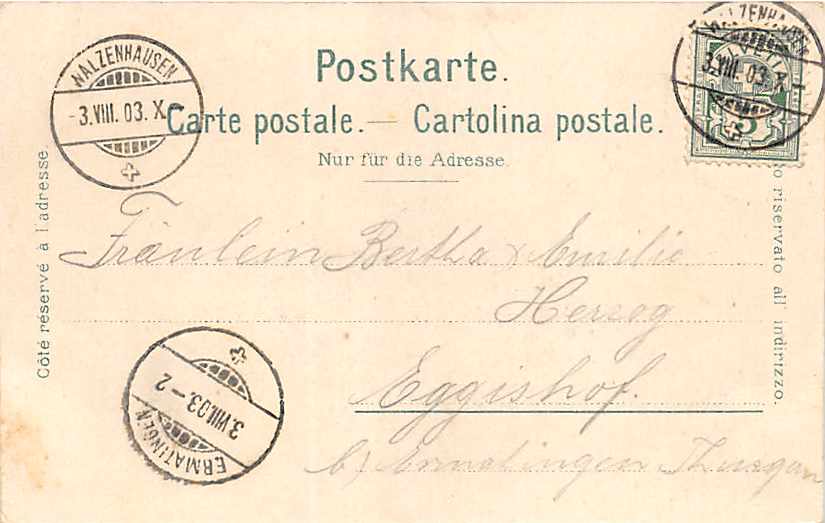 WALZENHAUSEN
-3.VIII. 03. X
WALZENHAUSEN
3.VIII. 03. X
5
Postkarte.
Carte postale. — Cartolina postale.
Nur für die Adresse.
Côté réservé à l'adresse.
riservato all' indirizzo.
Fräulein Bertha & Emilie
Herzog
Eggishof.
b/ Ermatingen Thurgau
ERMATINGEN
3.VIII.03.–2